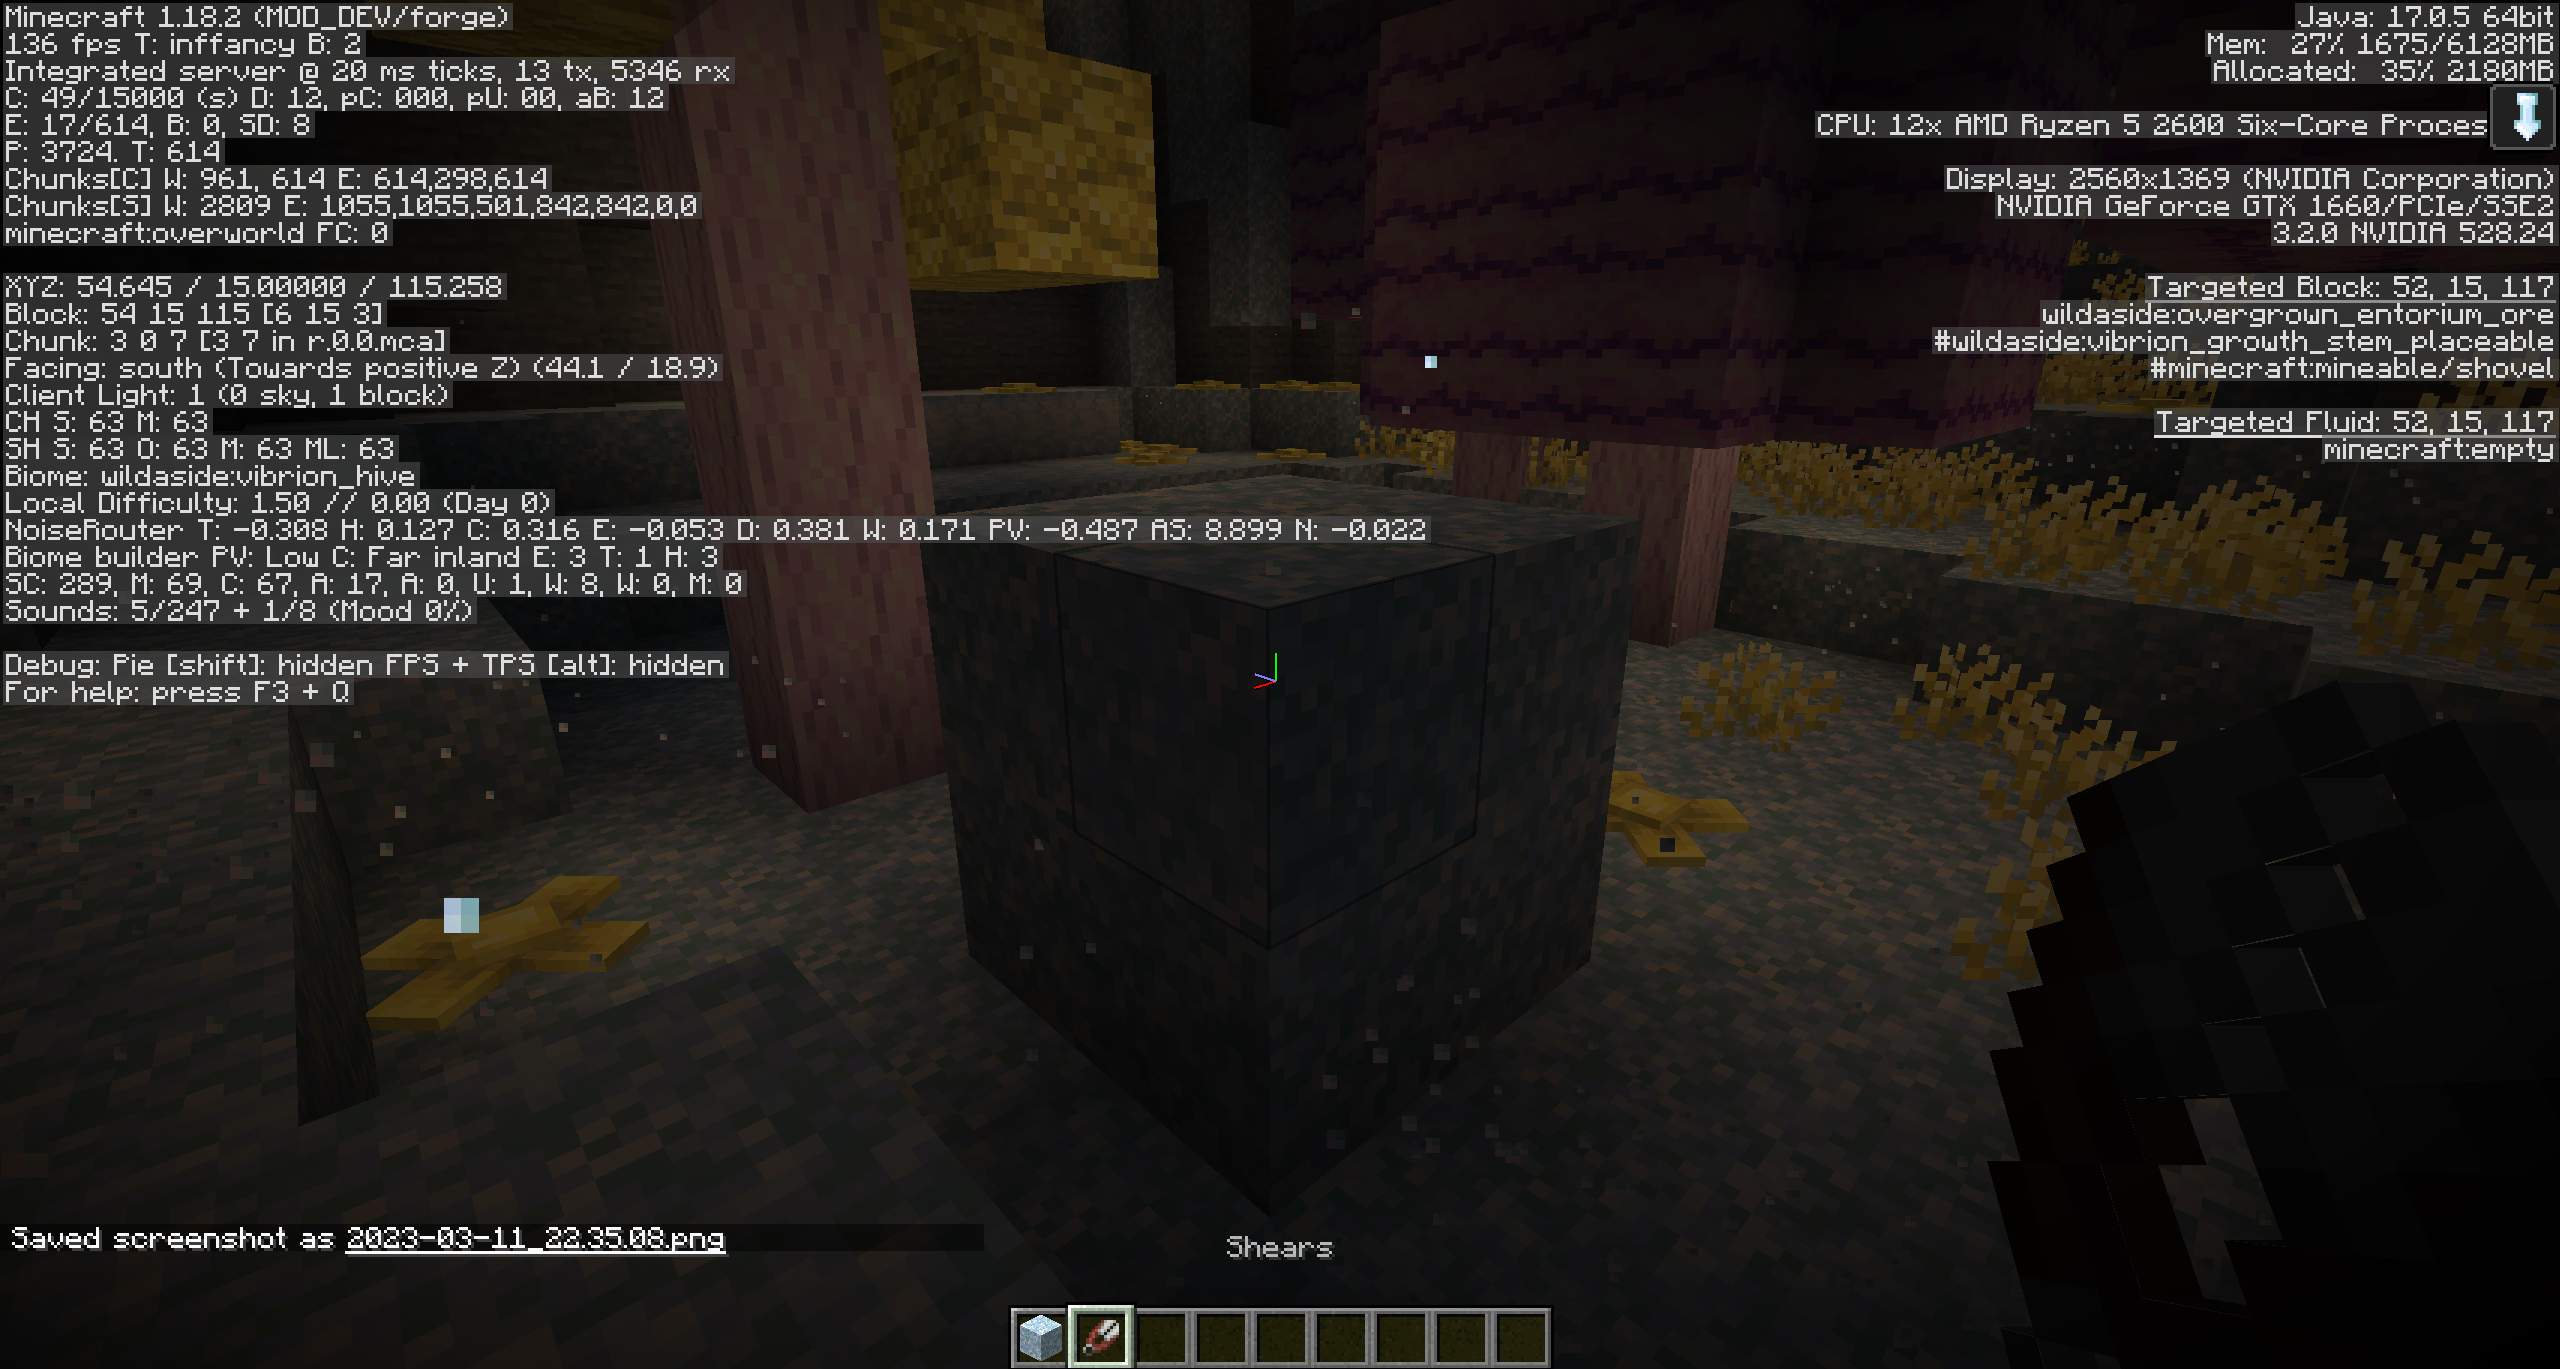 Minecraft 1.18.2 (MOD_DEV/forge)
136 fps T: inffancy B: 2
Integrated server @ 20 ms ticks, 13 tx, 5346 rx
C: 49/15000 (s) D: 12, pC: 000, pU: 00, aB: 12
E: 17/614, B: 0, SD: 8
P: 3724. T: 614
Chunks[C] W: 961, 614 E: 614,298,614
Chunks[S] W: 2809 E: 1055,1055,501,842,842,0,0
minecraft:overworld FC: 0
XYZ: 54.645 / 15.00000 / 115.258
Block: 54 15 115 [6 15 3]
Chunk: 3 0 7 [3 7 in r.0.0.mca]
Facing: south (Towards positive Z) (44.1 / 18.9)
Client Light: 1 (0 sky, 1 block)
CH S: 63 M: 63
SH S: 63 O: 63 M: 63 ML: 63
Biome: wildaside:vibrion_hive
Local Difficulty: 1.50 // 0.00 (Day 0)
NoiseRouter T: -0.308 H: 0.127 C: 0.316 E: -0.053 D: 0.381 W: 0.171 PV: -0.487 AS: 8.899 N: -0.022
Biome builder PV: Low C: Far inland E: 3 T: 1 H: 3
SC: 289, M: 69, C: 67, A: 17, A: 0, U: 1, W: 8, W: 0, M: 0
Sounds: 5/247 + 1/8 (Mood 0%)
Debug: Pie [shift]: hidden FPS + TPS [alt]: hidden
For help: press F3 + Q
Java: 17.0.5 64bit
Mem: 27% 1675/6128MB
Allocated: 35% 2180MB
CPU: 12x AMD Ryzen 5 2600 Six-Core Proces
Display: 2560x1369 (NVIDIA Corporation)
NVIDIA GeForce GTX 1660/PCIe/SSE2
3.2.0 NVIDIA 528.24
Targeted Block: 52, 15, 117
wildaside:overgrown_entorium_ore
#wildaside:vibrion_growth_stem_placeable
#minecraft:mineable/shovel
Targeted Fluid: 52, 15, 117
minecraft:empty
Saved screenshot as 2023-03-11_22.35.08.png
Shears